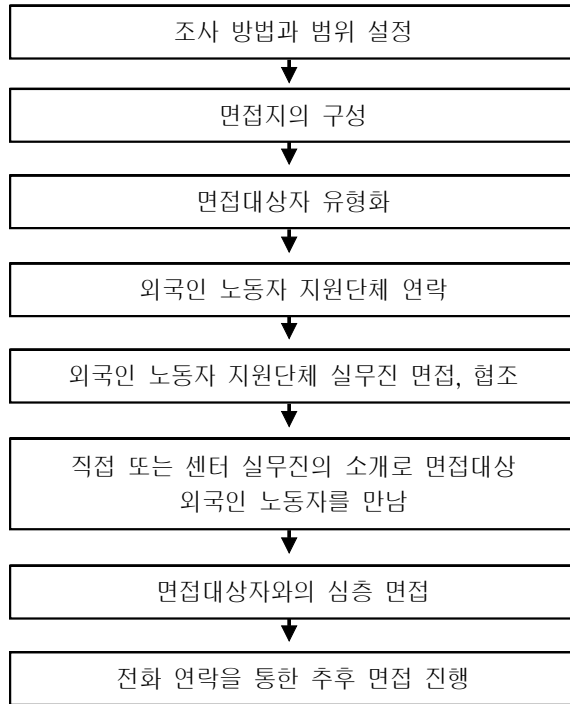 조사 방법과 범위 설정
면접지의 구성
면접대상자 유형화
외국인 노동자 지원단체 연락
외국인 노동자 지원단체 실무진 면접, 협조
직접 또는 센터 실무진의 소개로 면접대상
외국인 노동자를 만남
면접대상자와의 심층 면접
전화 연락을 통한 추후 면접 진행